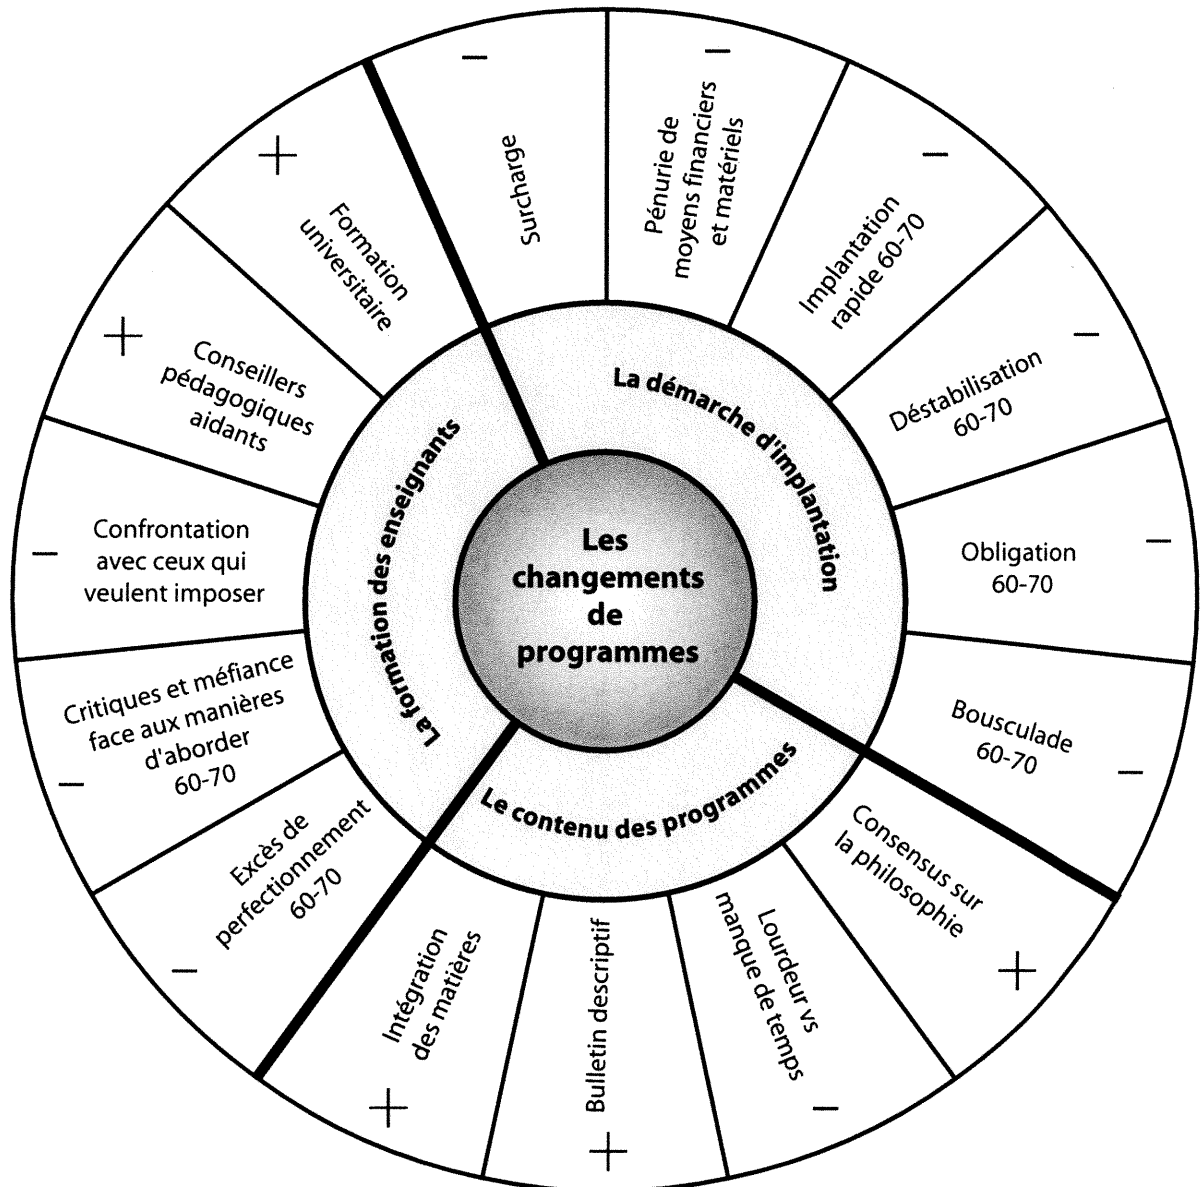 Les
changements
de
programmes
La démarche d'implantation
Surcharge
−
Pénurie de
moyens financiers
et matériels
−
Implantation
rapide 60-70
−
Déstabilisation
60-70
−
Obligation
60-70
−
Bousculade
60-70
−
Le contenu des programmes
Consensus sur
la philosophie
+
Lourdeur vs
manque de temps
−
Bulletin descriptif
+
Intégration
des matières
+
La formation des enseignants
Excès de
perfectionnement
60-70
−
Critiques et méfiance
face aux manières
d'aborder
60-70
−
Confrontation
avec ceux qui
veulent imposer
−
Conseillers
pédagogiques
aidants
+
Formation
universitaire
+